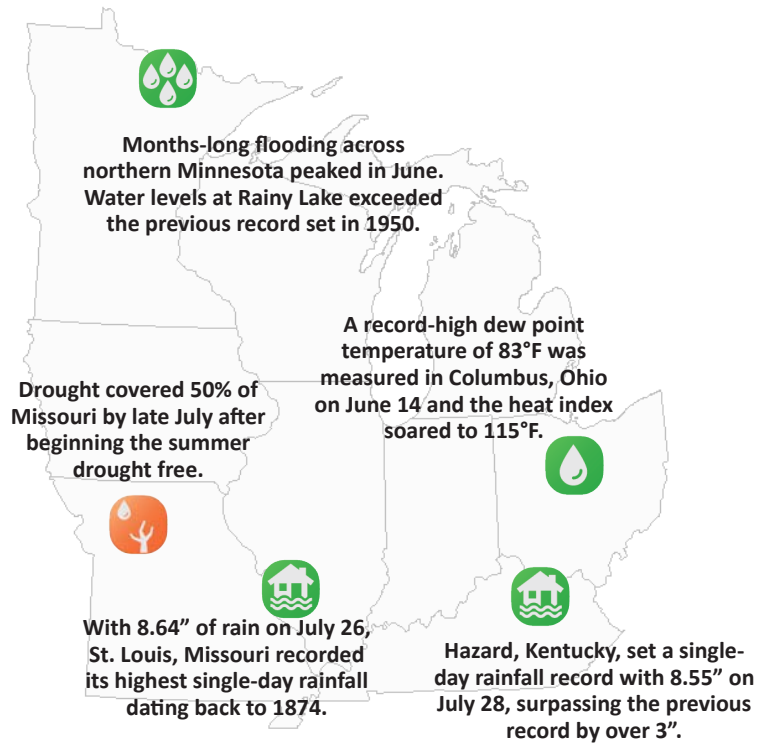 Months-long flooding across
northern Minnesota peaked in June.
Water levels at Rainy Lake exceeded
the previous record set in 1950.
A record-high dew point
temperature of 83°F was
measured in Columbus, Ohio
on June 14 and the heat index
soared to 115°F.
Drought covered 50% of
Missouri by late July after
beginning the summer
drought free.
With 8.64” of rain on July 26,
St. Louis, Missouri recorded
its highest single-day rainfall
dating back to 1874.
Hazard, Kentucky, set a single-
day rainfall record with 8.55” on
July 28, surpassing the previous
record by over 3”.